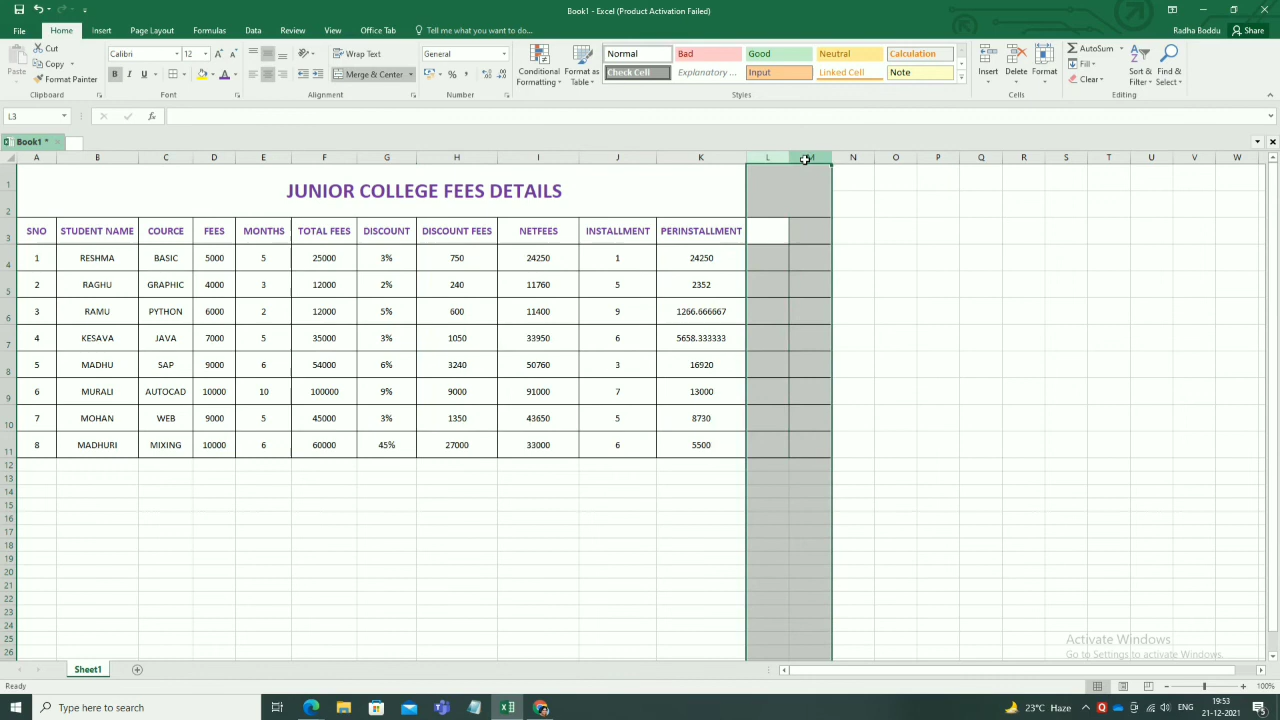 Book1 - Excel (Product Activation Failed)
File Home Insert Page Layout Formulas Data Review View Office Tab Tell me what you want to do... Radha Boddu Share
Cut
Copy
Format Painter
Paste
Clipboard
Calibri 12
B I U
Font
Wrap Text
Merge & Center
Alignment
General
Number
Conditional Formatting
Format as Table
Normal Bad Good Neutral Calculation
Check Cell Explanatory ... Input Linked Cell Note
Styles
Insert Delete Format
Cells
AutoSum
Fill
Clear
Sort & Filter
Find & Select
Editing
L3
fx
Book1 *
A B C D E F G H I J K L M N O P Q R S T U V W
1
JUNIOR COLLEGE FEES DETAILS
2
3 SNO STUDENT NAME COURCE FEES MONTHS TOTAL FEES DISCOUNT DISCOUNT FEES NETFEES INSTALLMENT PERINSTALLMENT
4 1 RESHMA BASIC 5000 5 25000 3% 750 24250 1 24250
5 2 RAGHU GRAPHIC 4000 3 12000 2% 240 11760 5 2352
6 3 RAMU PYTHON 6000 2 12000 5% 600 11400 9 1266.666667
7 4 KESAVA JAVA 7000 5 35000 3% 1050 33950 6 5658.333333
8 5 MADHU SAP 9000 6 54000 6% 3240 50760 3 16920
9 6 MURALI AUTOCAD 10000 10 100000 9% 9000 91000 7 13000
10 7 MOHAN WEB 9000 5 45000 3% 1350 43650 5 8730
11 8 MADHURI MIXING 10000 6 60000 45% 27000 33000 6 5500
12
13
14
15
16
17
18
19
20
21
22
23
24
25
26
Activate Windows
Go to Settings to activate Windows.
Sheet1
Ready
100%
Type here to search
23°C Haze
19:53
21-12-2021